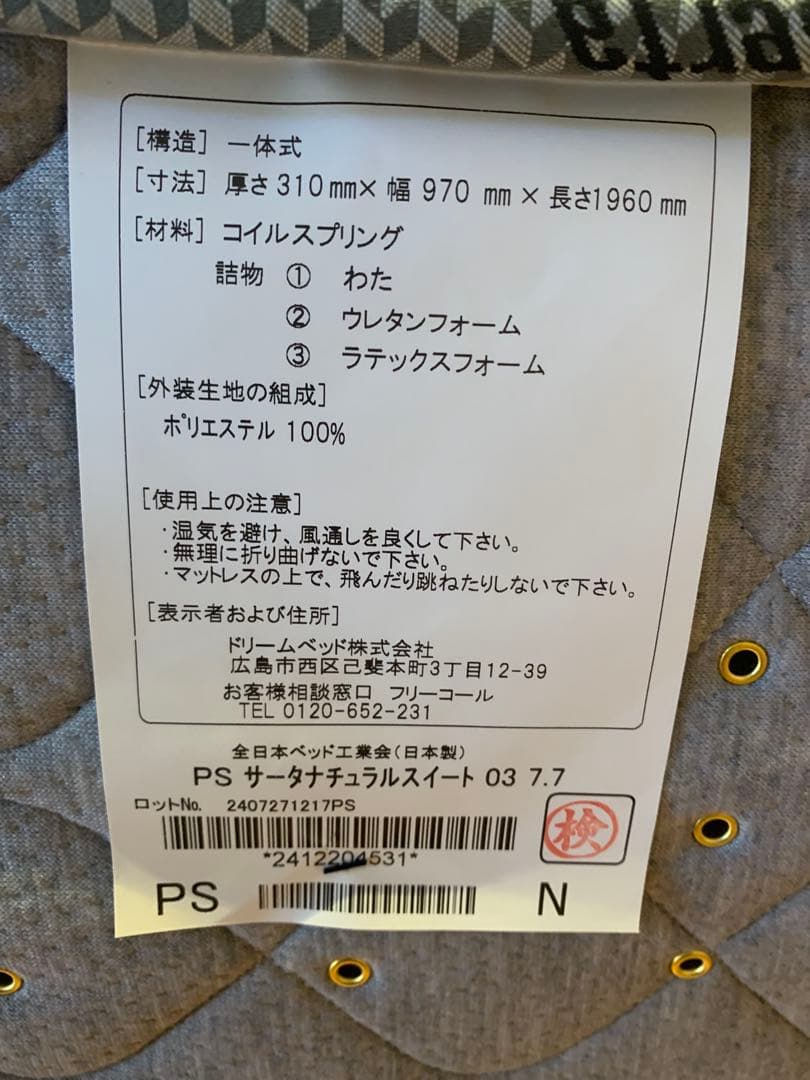 erta
[構造] 一体式
[寸法] 厚さ 310 mm× 幅 970 mm × 長さ1960 mm
[材料] コイルスプリング
詰物 ① わた
② ウレタンフォーム
③ ラテックスフォーム
[外装生地の組成]
ポリエステル 100%
[使用上の注意]
・湿気を避け、風通しを良くして下さい。
・無理に折り曲げないで下さい。
・マットレスの上で、飛んだり跳ねたりしないで下さい。
[表示者および住所]
ドリームベッド株式会社
広島市西区己斐本町3丁目12-39
お客様相談窓口 フリーコール
TEL 0120-652-231
全日本ベッド工業会(日本製)
PS サータナチュラルスイート 03 7.7
ロットNo. 2407271217PS
検
*2412204531*
PS N